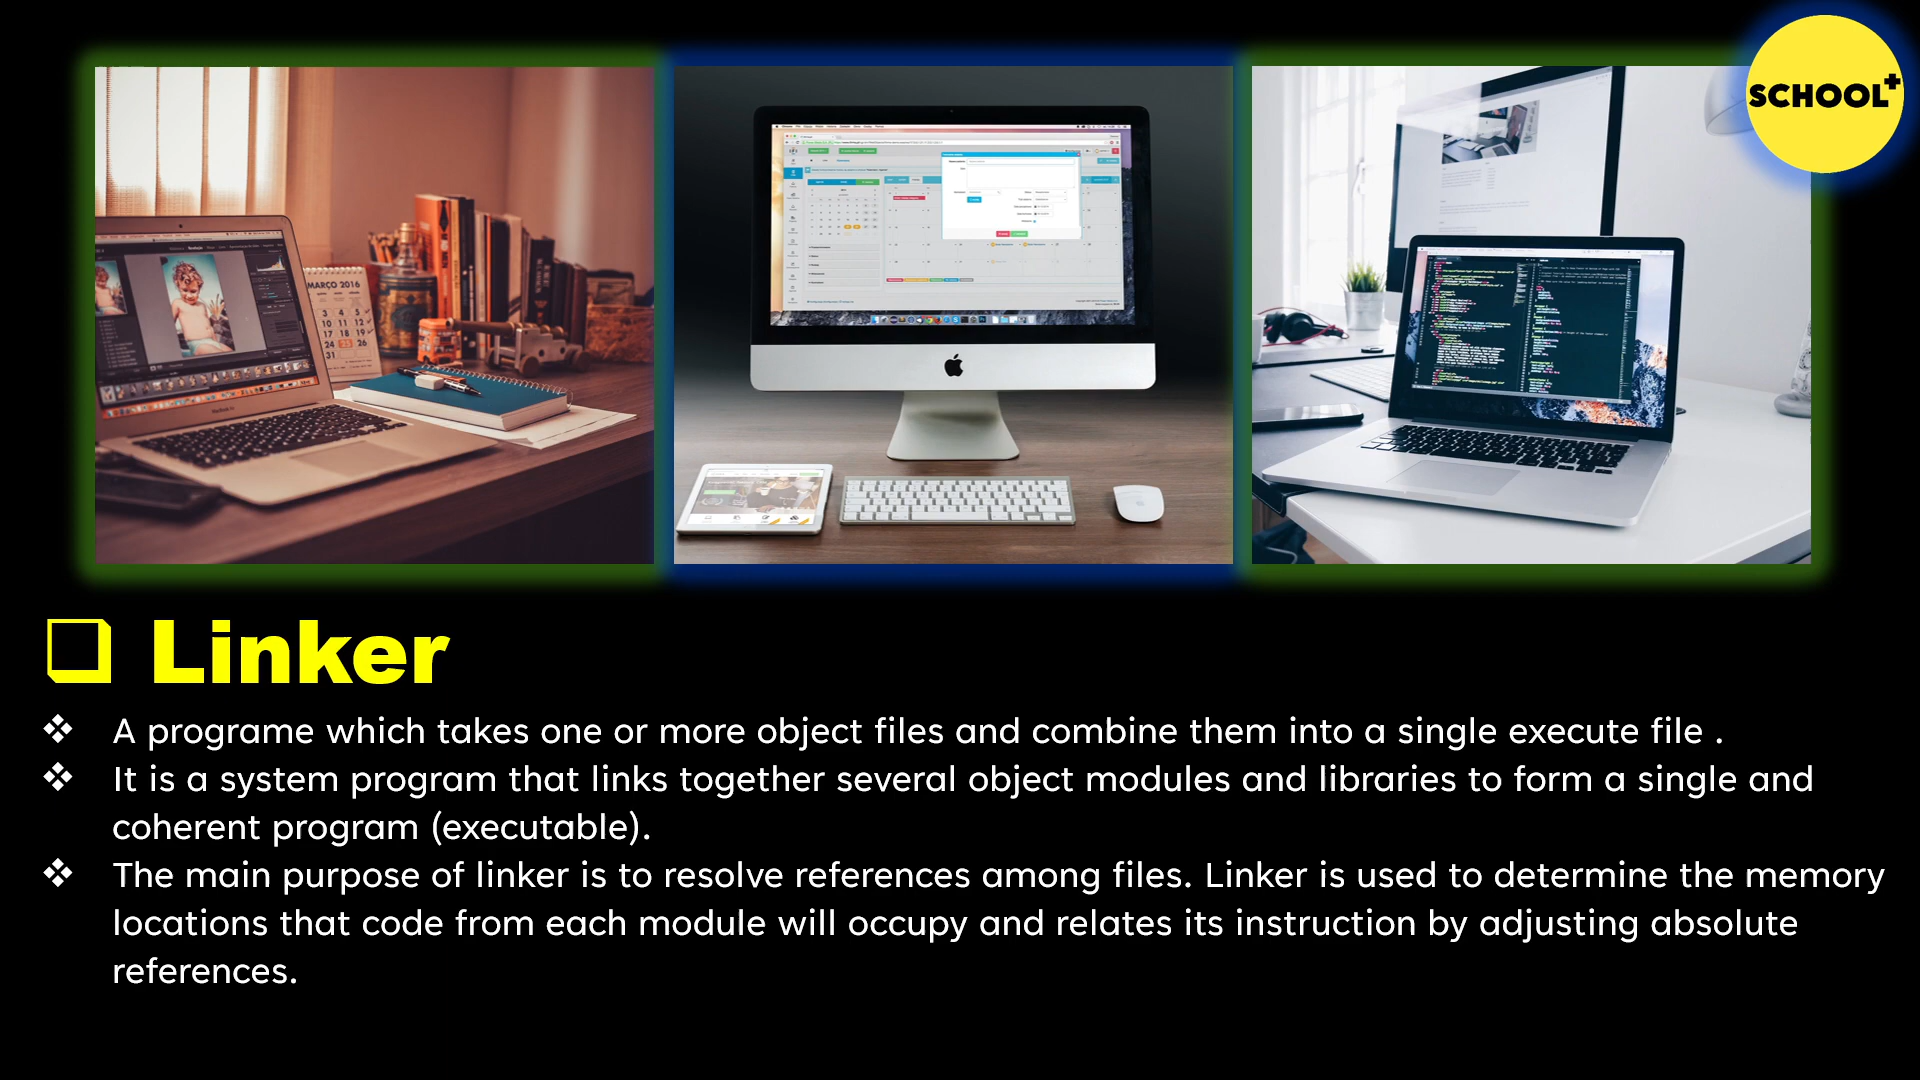 SCHOOL+
MARÇO 2016
❑ Linker
❖ A programe which takes one or more object files and combine them into a single execute file .
❖ It is a system program that links together several object modules and libraries to form a single and
coherent program (executable).
❖ The main purpose of linker is to resolve references among files. Linker is used to determine the memory
locations that code from each module will occupy and relates its instruction by adjusting absolute
references.